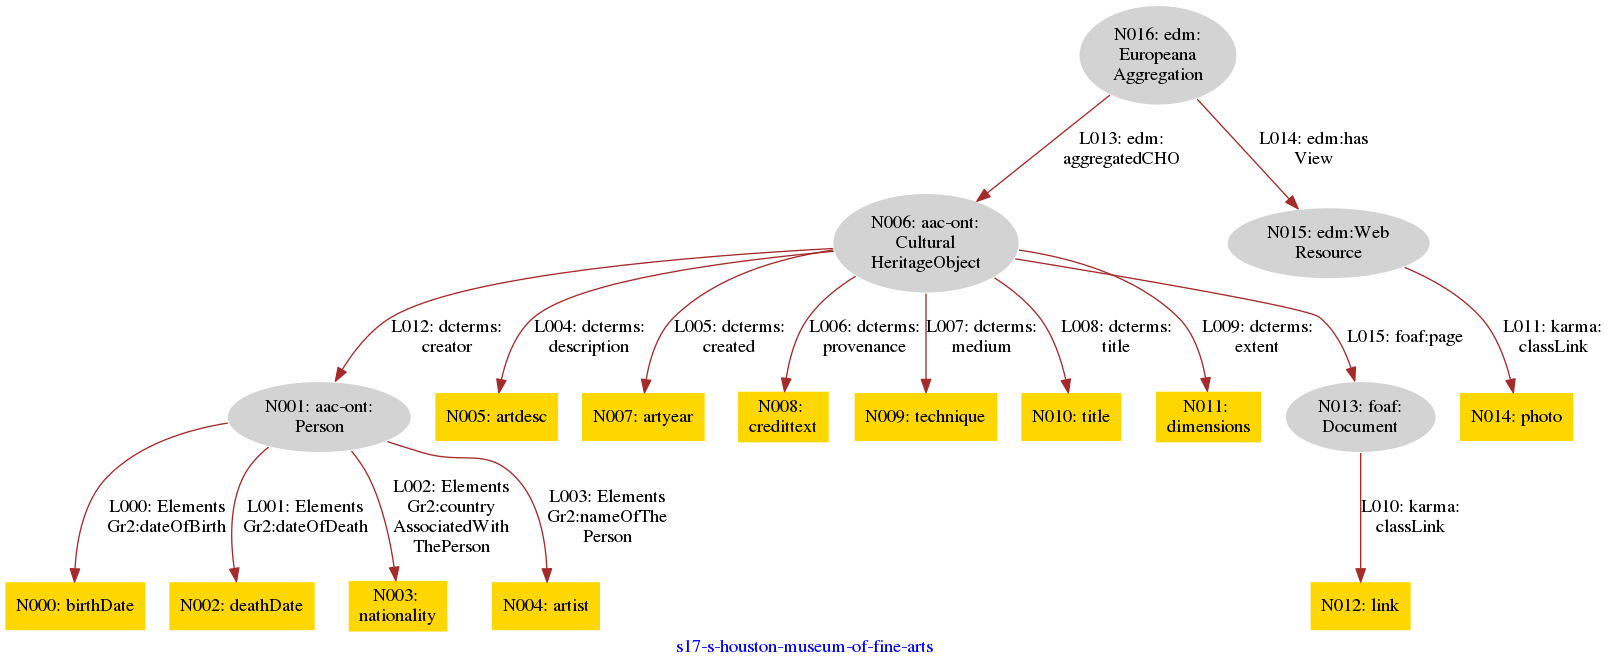 N016: edm:
Europeana
Aggregation
L013: edm:
aggregatedCHO
L014: edm:has
View
N006: aac-ont:
Cultural
HeritageObject
N015: edm:Web
Resource
L012: dcterms:
creator
L004: dcterms:
description
L005: dcterms:
created
L006: dcterms:
provenance
L007: dcterms:
medium
L008: dcterms:
title
L009: dcterms:
extent
L015: foaf:page
L011: karma:
classLink
N001: aac-ont:
Person
N005: artdesc
N007: artyear
N008:
credittext
N009: technique
N010: title
N011:
dimensions
N013: foaf:
Document
N014: photo
L000: Elements
Gr2:dateOfBirth
L001: Elements
Gr2:dateOfDeath
L002: Elements
Gr2:country
AssociatedWith
ThePerson
L003: Elements
Gr2:nameOfThe
Person
L010: karma:
classLink
N000: birthDate
N002: deathDate
N003:
nationality
N004: artist
N012: link
s17-s-houston-museum-of-fine-arts